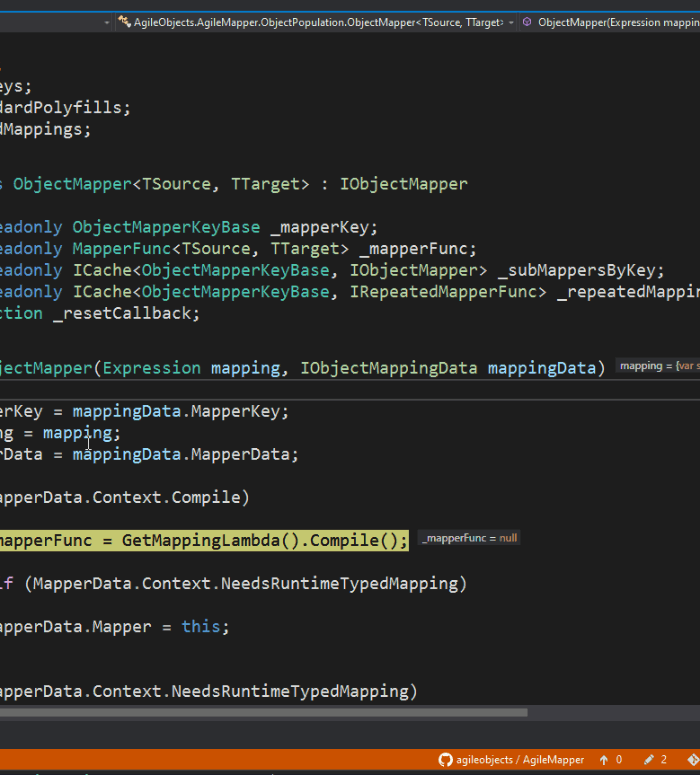 AgileObjects.AgileMapper.ObjectPopulation.ObjectMapper<TSource, TTarget> ObjectMapper(Expression mappin
eys;
dardPolyfills;
dMappings;
s ObjectMapper<TSource, TTarget> : IObjectMapper
eadonly ObjectMapperKeyBase _mapperKey;
eadonly MapperFunc<TSource, TTarget> _mapperFunc;
eadonly ICache<ObjectMapperKeyBase, IObjectMapper> _subMappersByKey;
eadonly ICache<ObjectMapperKeyBase, IRepeatedMapperFunc> _repeatedMappin
ction _resetCallback;
jectMapper(Expression mapping, IObjectMappingData mappingData) mapping = {var s
erKey = mappingData.MapperKey;
ng = mapping;
rData = mappingData.MapperData;
apperData.Context.Compile)
mapperFunc = GetMappingLambda().Compile(); _mapperFunc = null
if (MapperData.Context.NeedsRuntimeTypedMapping)
apperData.Mapper = this;
apperData.Context.NeedsRuntimeTypedMapping)
agileobjects / AgileMapper 0 2